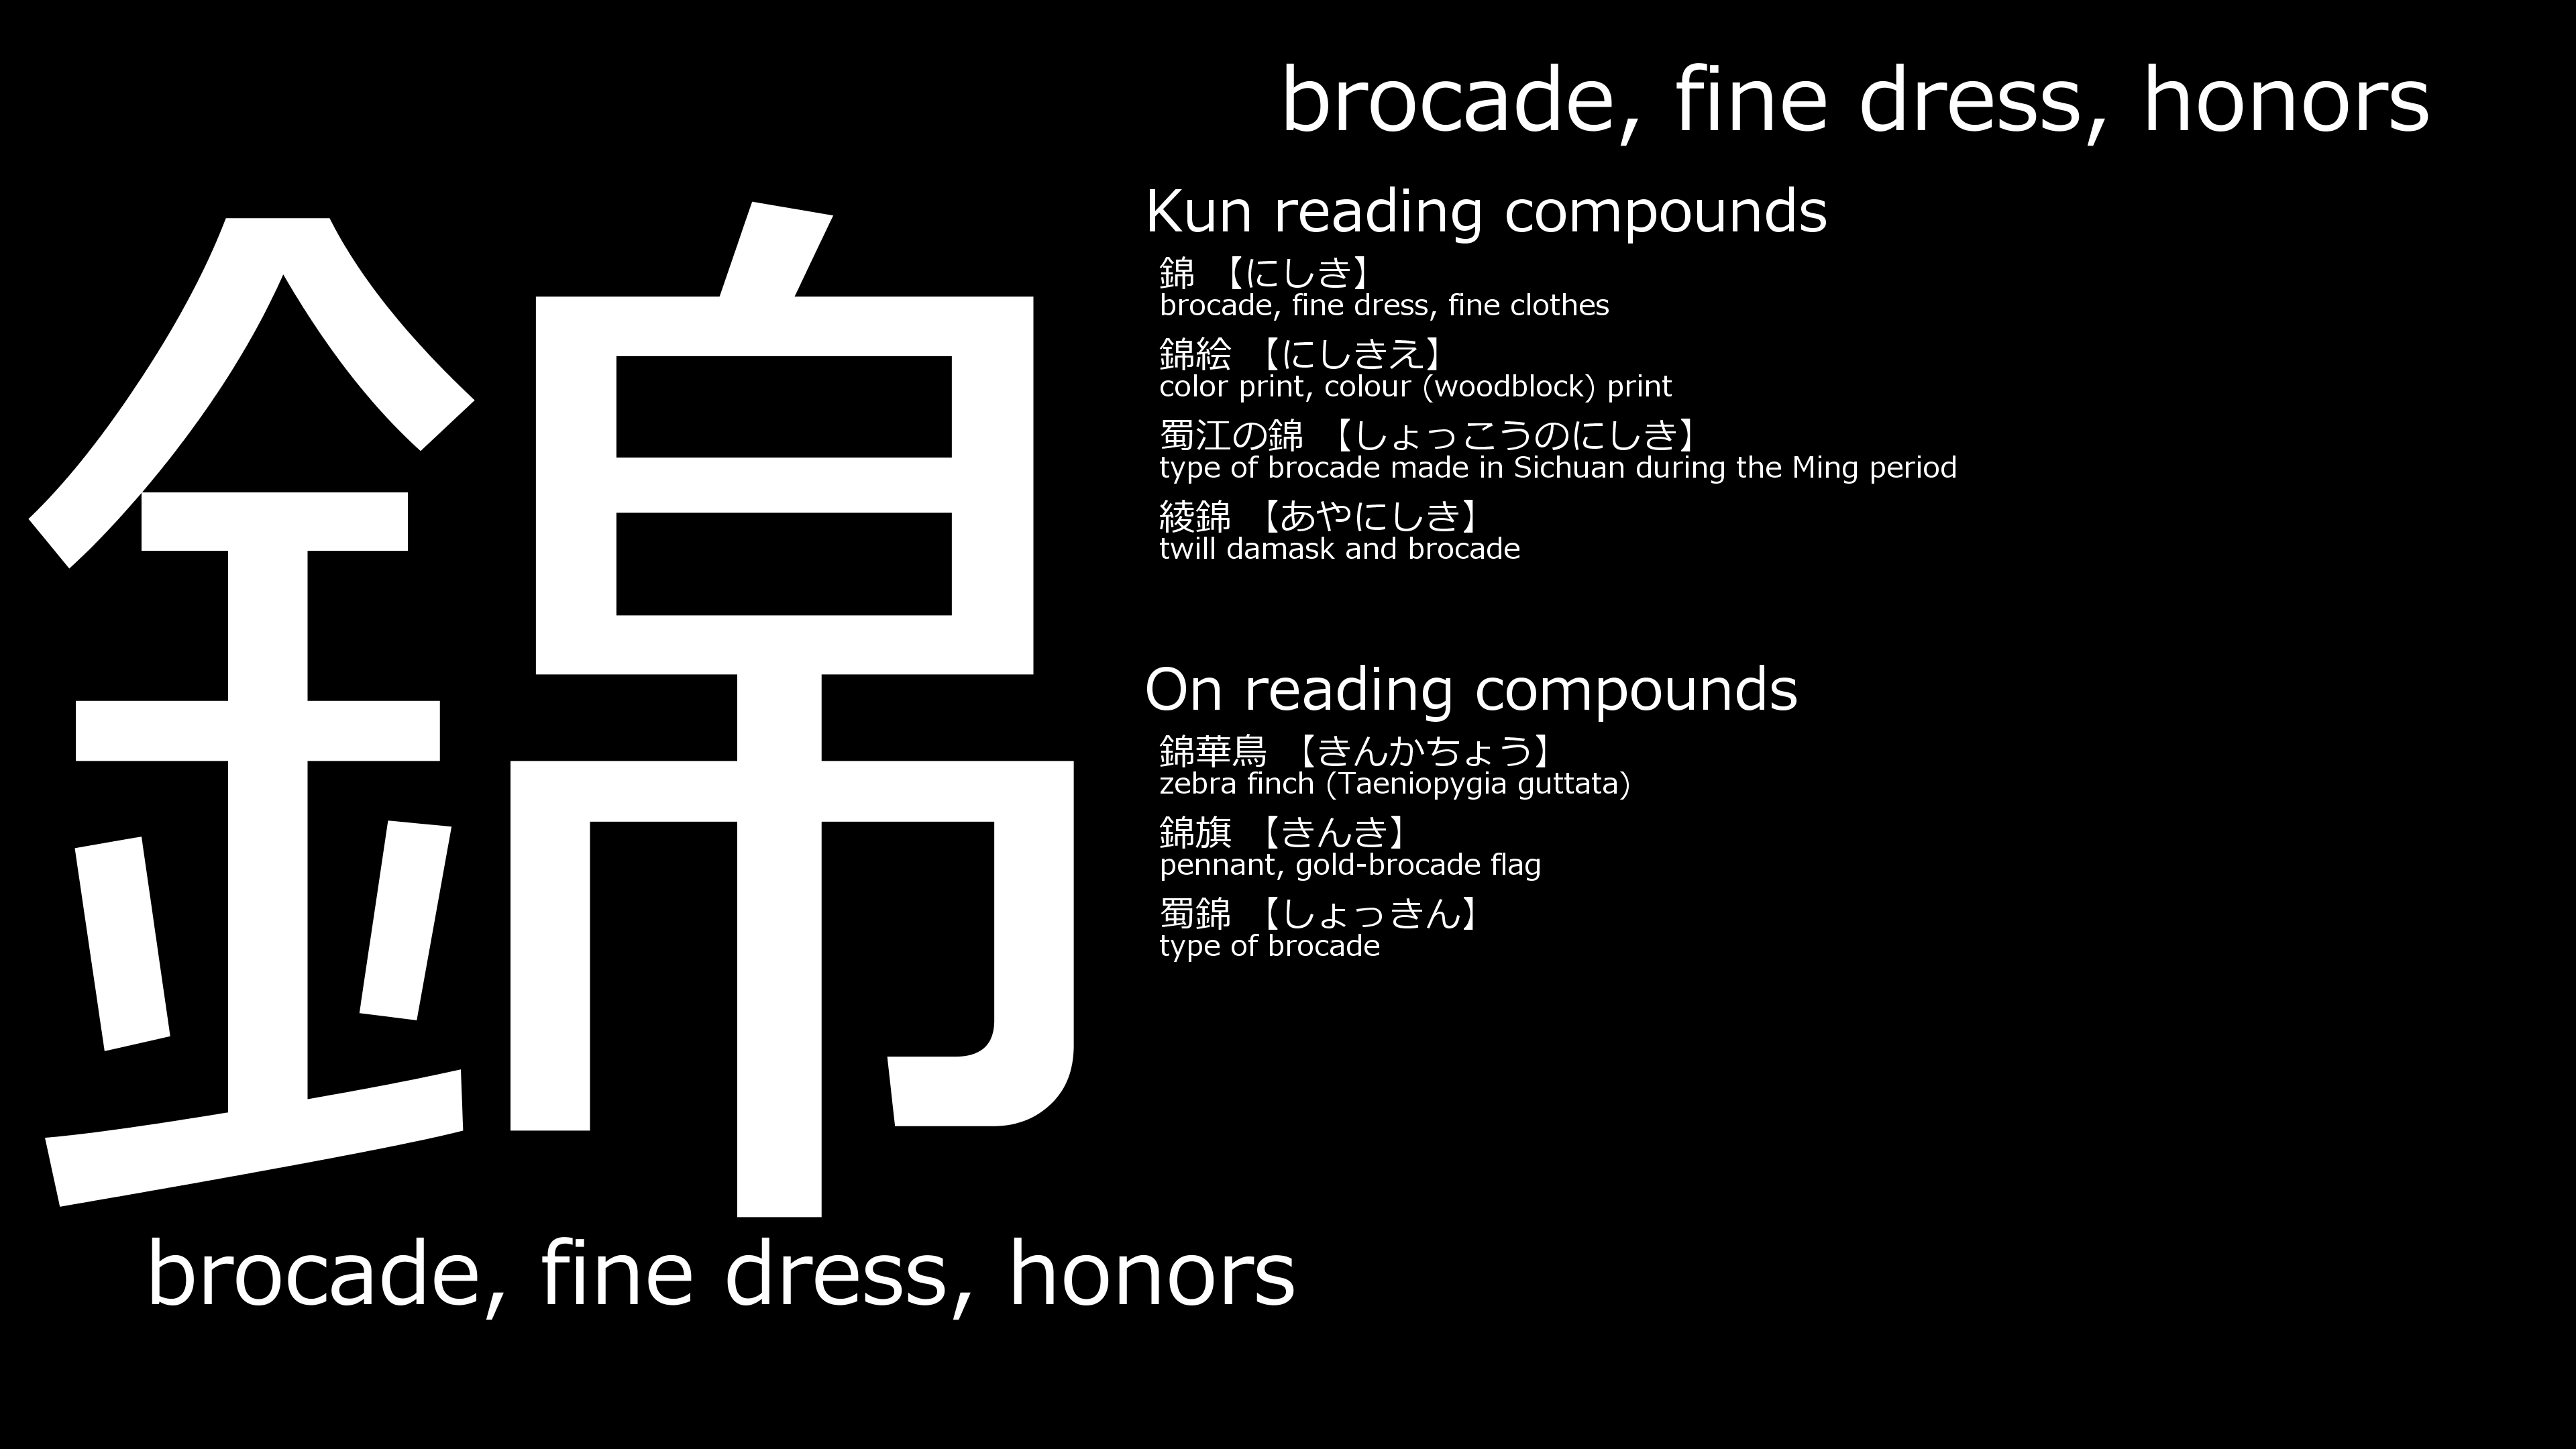 錦
brocade, fine dress, honors
brocade, fine dress, honors
Kun reading compounds
錦 【にしき】
brocade, fine dress, fine clothes
錦絵 【にしきえ】
color print, colour (woodblock) print
蜀江の錦 【しょっこうのにしき】
type of brocade made in Sichuan during the Ming period
綾錦 【あやにしき】
twill damask and brocade
On reading compounds
錦華鳥 【きんかちょう】
zebra finch (Taeniopygia guttata)
錦旗 【きんき】
pennant, gold-brocade flag
蜀錦 【しょっきん】
type of brocade